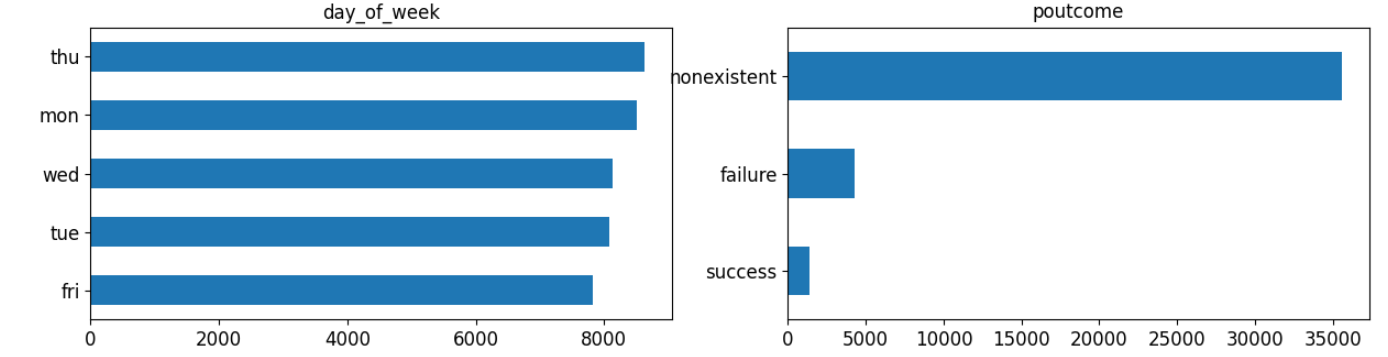 day_of_week
thu
mon
wed
tue
fri
0 2000 4000 6000 8000
poutcome
nonexistent
failure
success
0 5000 10000 15000 20000 25000 30000 35000